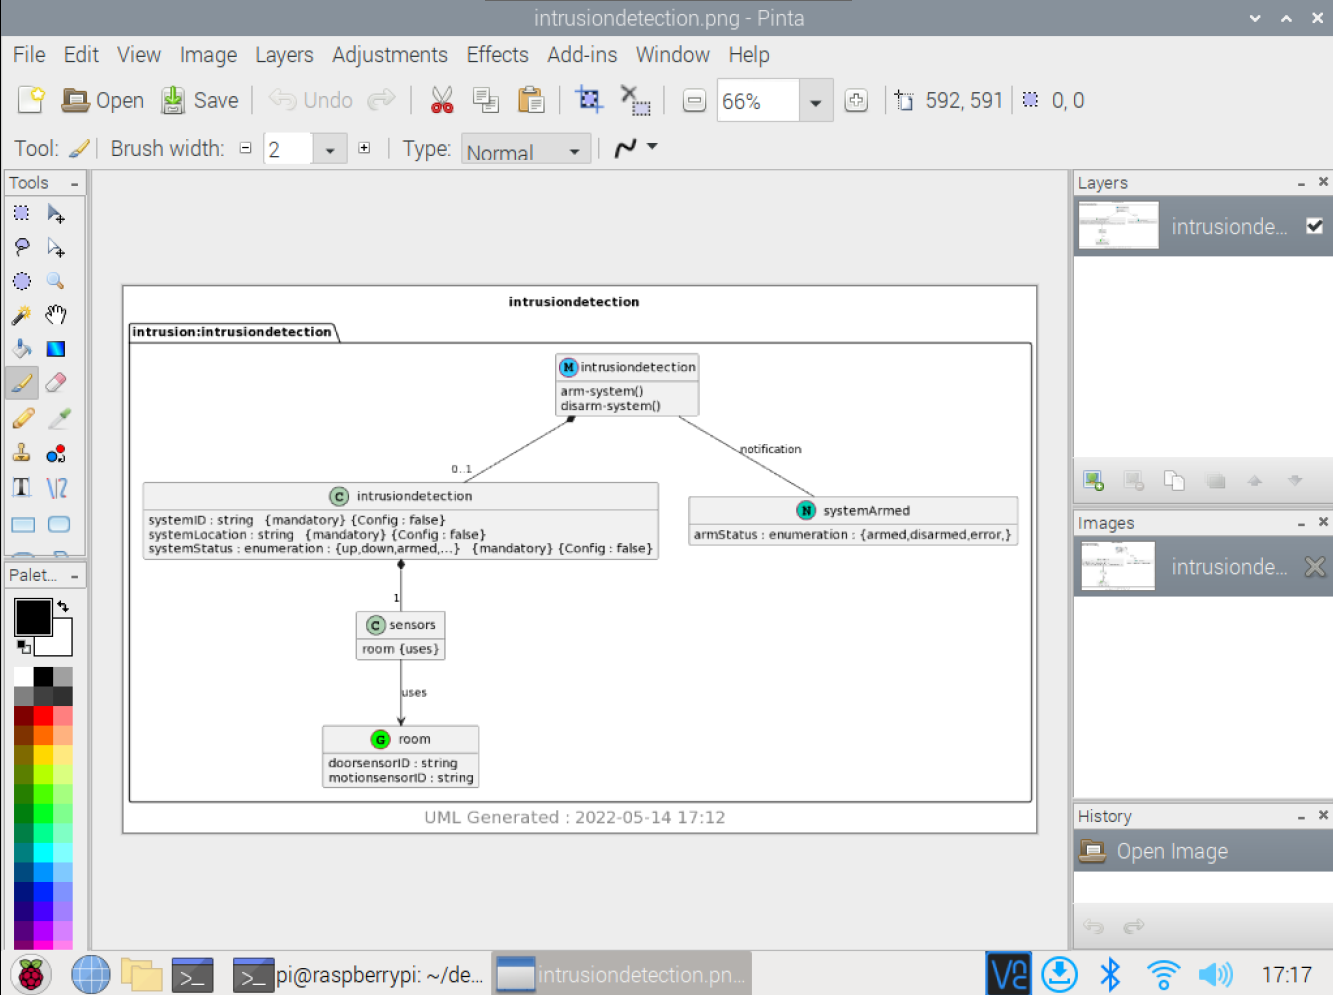 intrusiondetection.png - Pinta
File Edit View Image Layers Adjustments Effects Add-ins Window Help
Open Save Undo 66% 592, 591 0, 0
Tool: Brush width: 2 Type: Normal
Tools
Layers
intrusionde...
Images
intrusionde...
History
Open Image
Palet...
intrusiondetection
intrusion:intrusiondetection
M intrusiondetection
arm-system()
disarm-system()
notification
0..1
C intrusiondetection
systemID : string {mandatory} {Config : false}
systemLocation : string {mandatory} {Config : false}
systemStatus : enumeration : {up,down,armed,...} {mandatory} {Config : false}
N systemArmed
armStatus : enumeration : {armed,disarmed,error,}
1
C sensors
room {uses}
uses
G room
doorsensorID : string
motionsensorID : string
UML Generated : 2022-05-14 17:12
pi@raspberrypi: ~/de... intrusiondetection.pn... 17:17